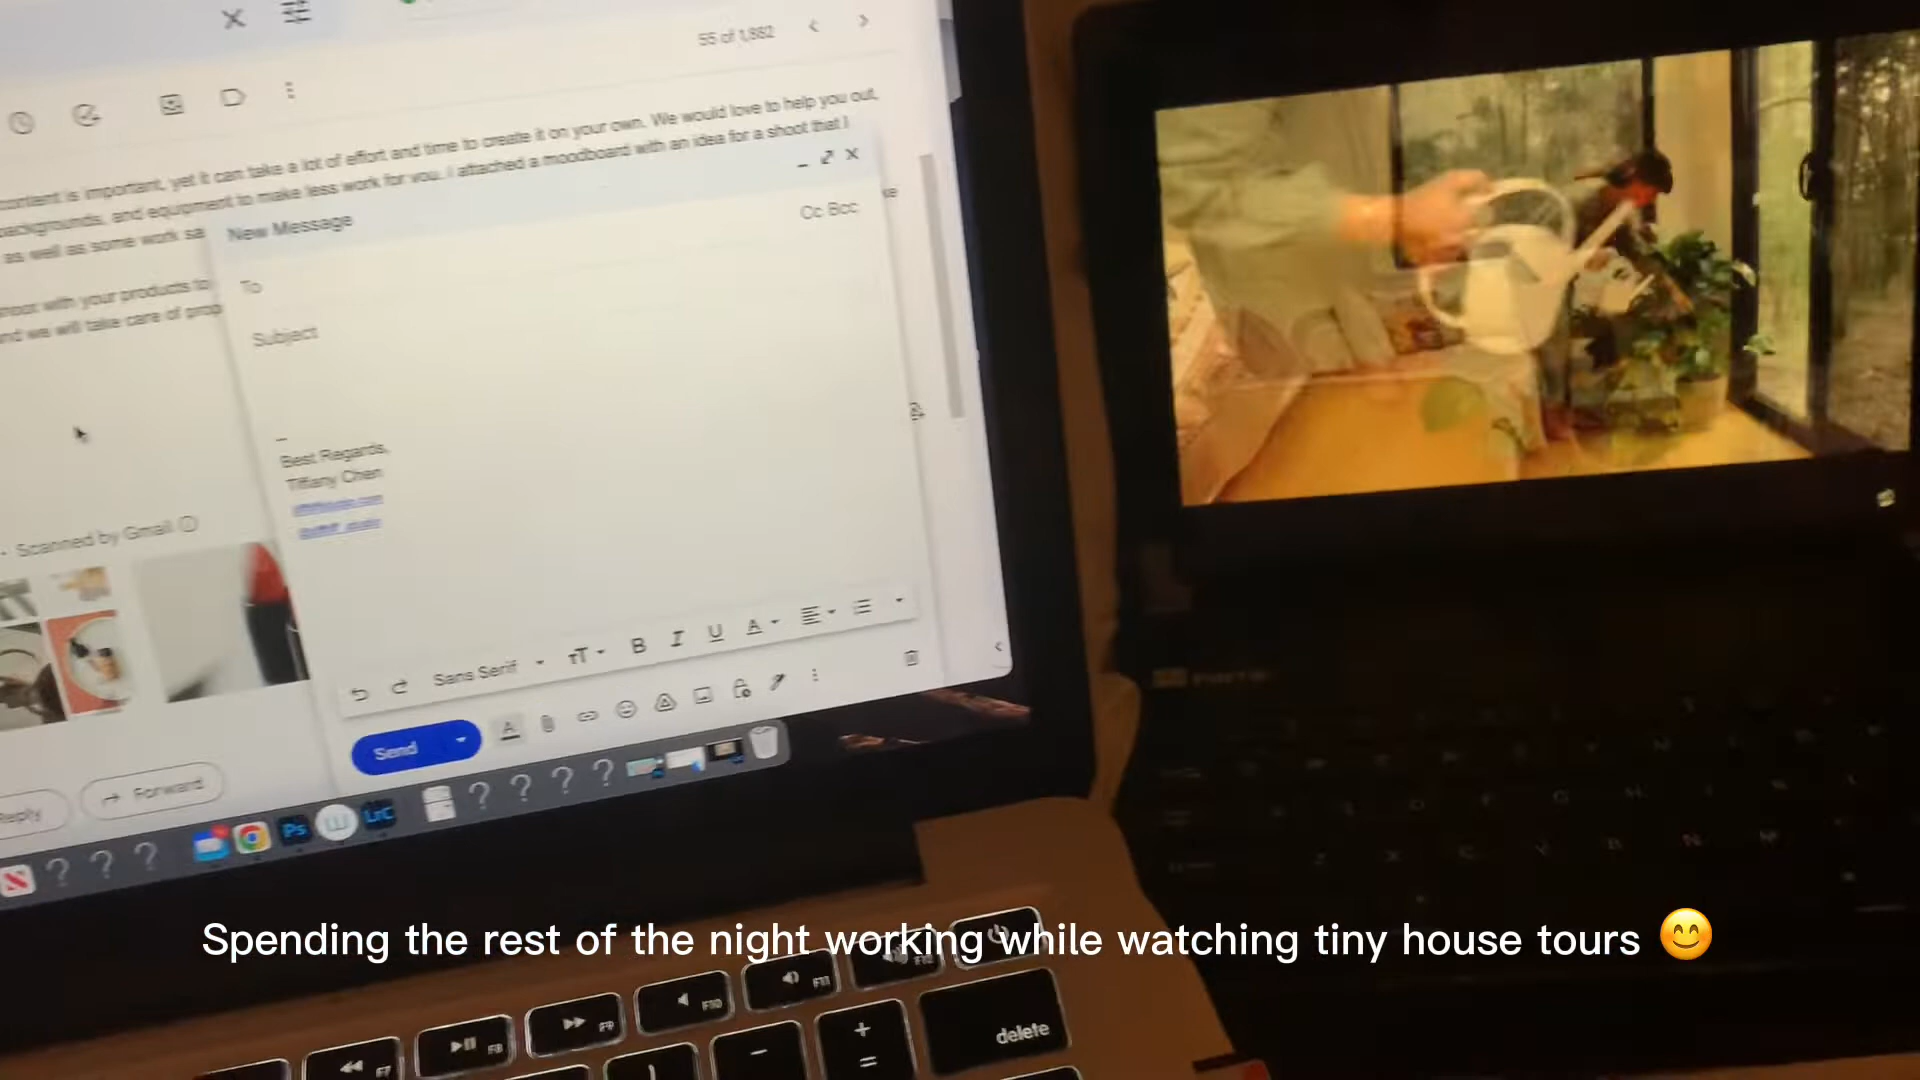 55 of 1,882
content is important, yet it can take a lot of effort and time to create it on your own. We would love to help you out,
backgrounds, and equipment to make less work for you. I attached a moodboard with an idea for a shoot that I
as well as some work sa
with your products to
and we will take care of prop
New Message
Cc Bcc
To
Subject
--
Best Regards,
Tiffany Chen
Scanned by Gmail
Sans Serif
B I U A
Send
Reply
Forward
Ps
LrC
Spending the rest of the night working while watching tiny house tours 😊
F7
F8
F9
F10
F11
F12
delete